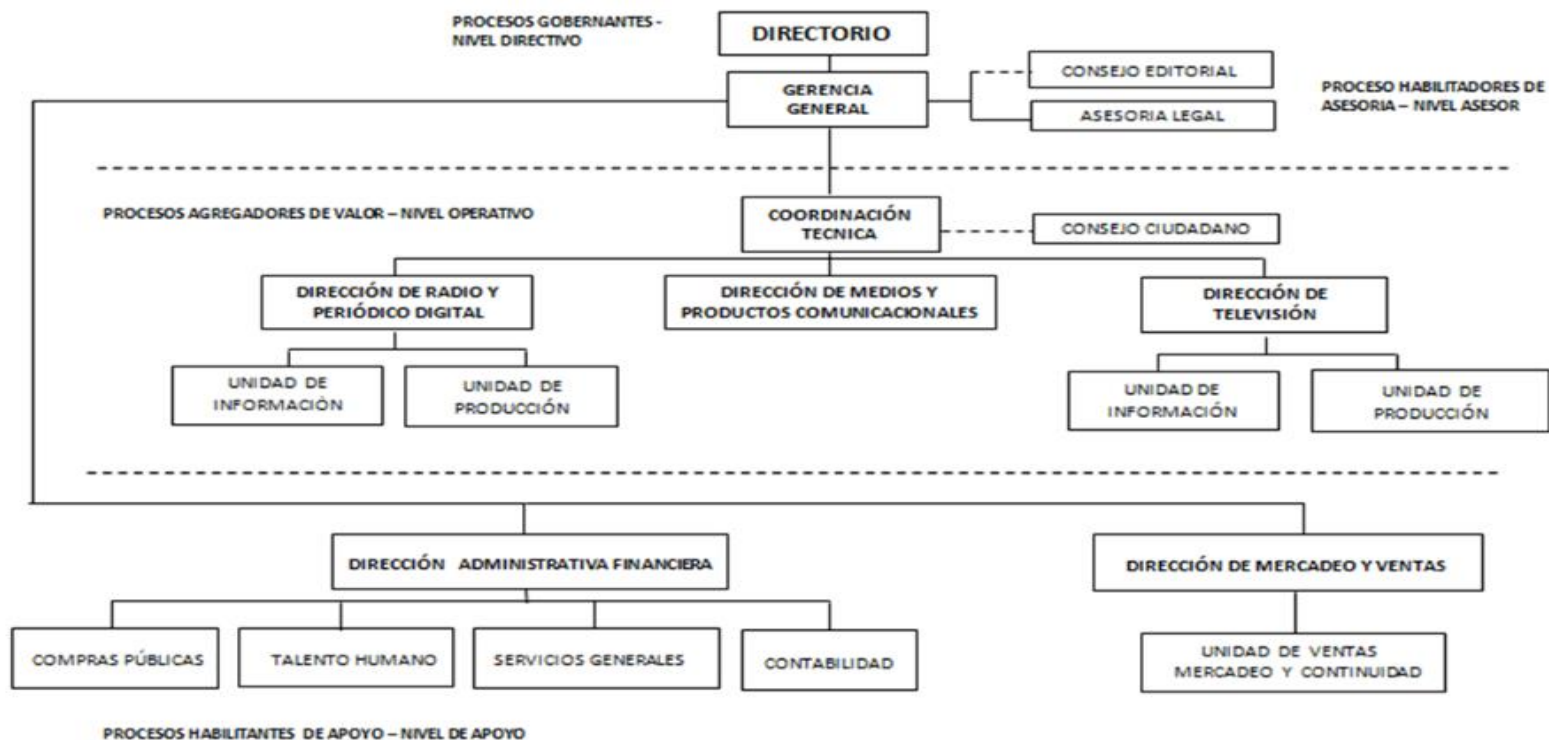 PROCESOS GOBERNANTES -
NIVEL DIRECTIVO
DIRECTORIO
GERENCIA
GENERAL
CONSEJO EDITORIAL
ASESORIA LEGAL
PROCESO HABILITADORES DE
ASESORIA – NIVEL ASESOR
PROCESOS AGREGADORES DE VALOR – NIVEL OPERATIVO
COORDINACIÓN
TECNICA
CONSEJO CIUDADANO
DIRECCIÓN DE RADIO Y
PERIÓDICO DIGITAL
DIRECCIÓN DE MEDIOS Y
PRODUCTOS COMUNICACIONALES
DIRECCIÓN DE
TELEVISIÓN
UNIDAD DE
INFORMACIÓN
UNIDAD DE
PRODUCCIÓN
UNIDAD DE
INFORMACIÓN
UNIDAD DE
PRODUCCIÓN
DIRECCIÓN ADMINISTRATIVA FINANCIERA
DIRECCIÓN DE MERCADEO Y VENTAS
COMPRAS PÚBLICAS
TALENTO HUMANO
SERVICIOS GENERALES
CONTABILIDAD
UNIDAD DE VENTAS
MERCADEO Y CONTINUIDAD
PROCESOS HABILITANTES DE APOYO – NIVEL DE APOYO